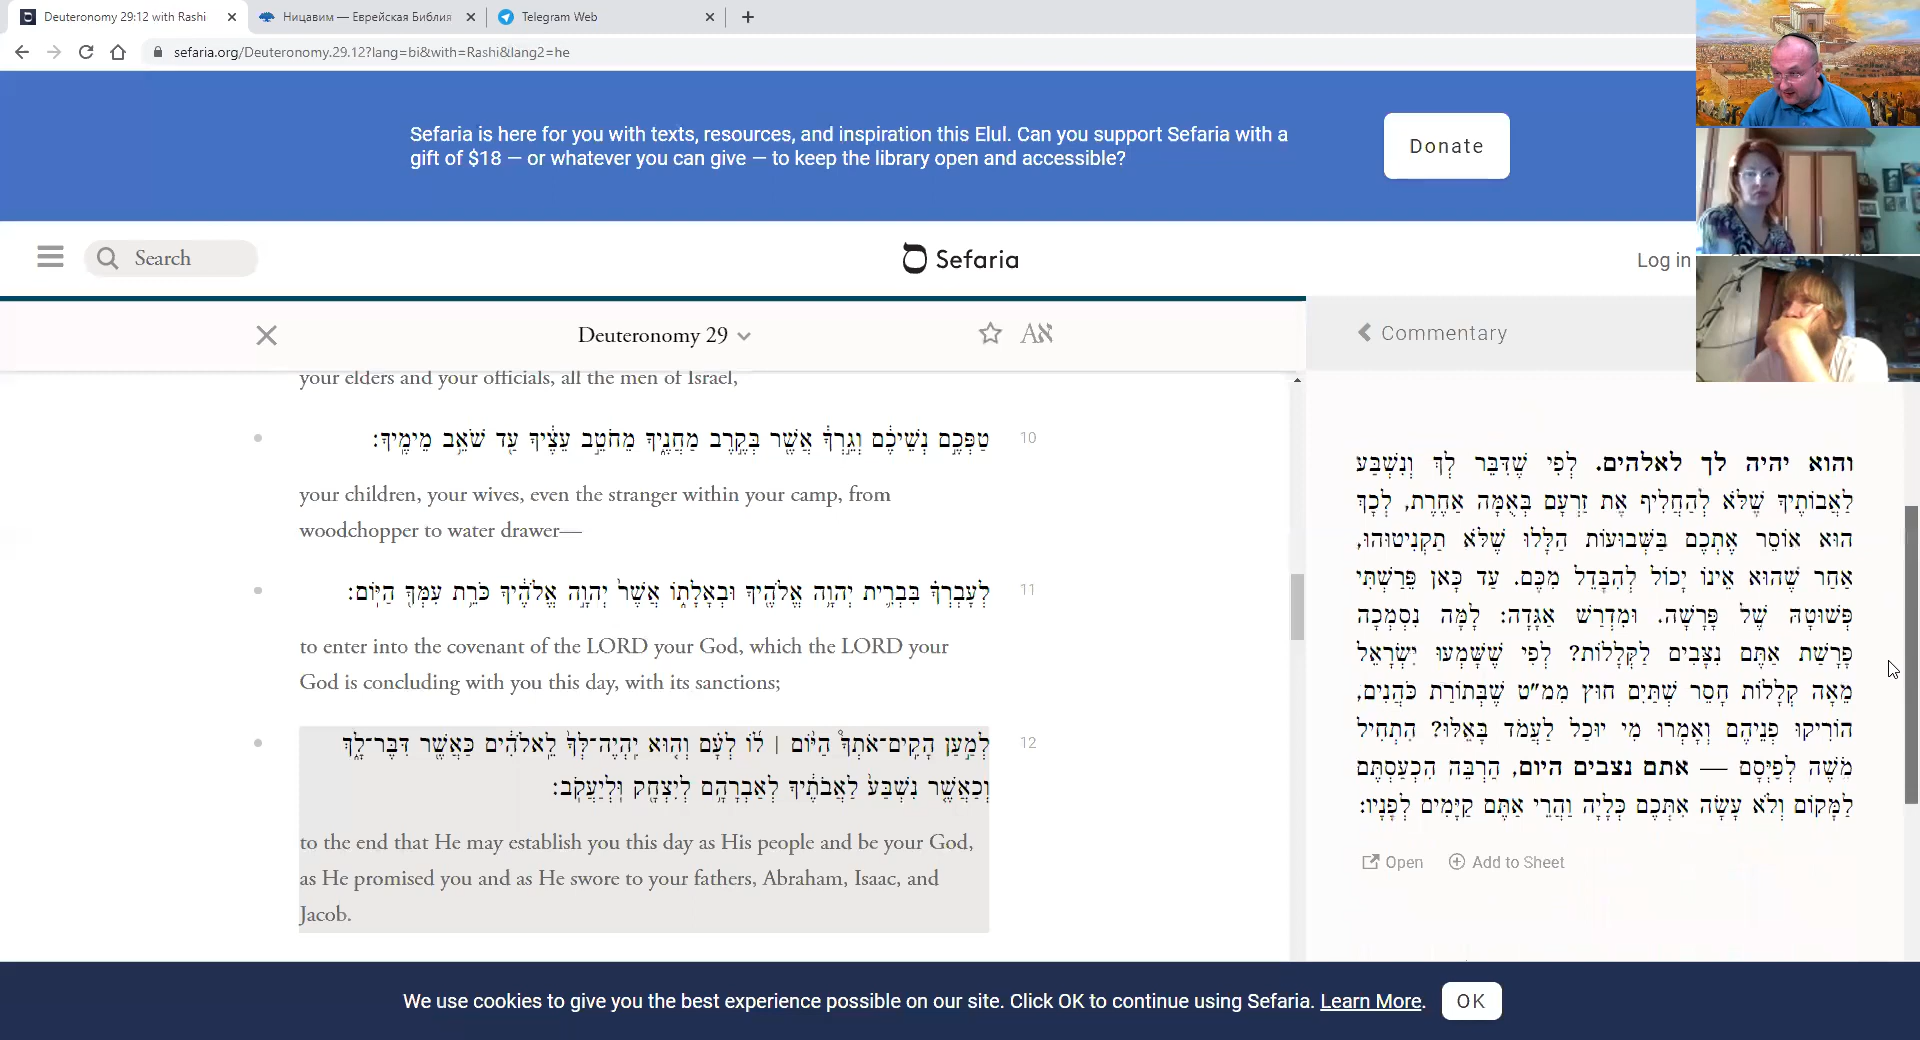 Deuteronomy 29:12 with Rashi
Ницавим — Еврейская Библия
Telegram Web
sefaria.org/Deuteronomy.29.12?lang=bi&with=Rashi&lang2=he
Sefaria is here for you with texts, resources, and inspiration this Elul. Can you support Sefaria with a
gift of $18 — or whatever you can give — to keep the library open and accessible?
Donate
Search
Sefaria
Log in
Deuteronomy 29
Aא
Commentary
your elders and your officials, all the men of Israel,
10
טַפְּכֶ֣ם נְשֵׁיכֶ֔ם וְגֵ֣רְךָ֔ אֲשֶׁ֖ר בְּקֶ֣רֶב מַחֲנֶ֑יךָ מֵחֹטֵ֣ב עֵצֶ֔יךָ עַ֖ד שֹׁאֵ֥ב מֵימֶֽיךָ׃
your children, your wives, even the stranger within your camp, from
woodchopper to water drawer—
11
לְעׇבְרְךָ֗ בִּבְרִ֛ית יְהוָ֥ה אֱלֹהֶ֖יךָ וּבְאָלָת֑וֹ אֲשֶׁר֙ יְהוָ֣ה אֱלֹהֶ֔יךָ כֹּרֵ֥ת עִמְּךָ֖ הַיּֽוֹם׃
to enter into the covenant of the LORD your God, which the LORD your
God is concluding with you this day, with its sanctions;
12
לְמַ֣עַן הָקִֽים־אֹתְךָ֩ הַיּ֨וֹם ׀ ל֜וֹ לְעָ֗ם וְה֤וּא יִֽהְיֶה־לְּךָ֙ לֵֽאלֹהִ֔ים כַּאֲשֶׁ֖ר דִּבֶּר־לָ֑ךְ
וְכַאֲשֶׁ֤ר נִשְׁבַּע֙ לַאֲבֹתֶ֔יךָ לְאַבְרָהָ֥ם לְיִצְחָ֖ק וּֽלְיַעֲקֹֽב׃
to the end that He may establish you this day as His people and be your God,
as He promised you and as He swore to your fathers, Abraham, Isaac, and
Jacob.
והוא יהיה לך לאלהים. לְפִי שֶׁדִּבֵּר לְךָ וְנִשְׁבַּע
לַאֲבוֹתֶיךָ שֶׁלֹּא לְהַחֲלִיף אֶת זַרְעָם בְּאֻמָּה אַחֶרֶת, לְכָךְ
הוּא אוֹסֵר אֶתְכֶם בַּשְּׁבוּעוֹת הַלָּלוּ שֶׁלֹּא תַקְנִיטוּהוּ,
אַחַר שֶׁהוּא אֵינוֹ יָכוֹל לְהִבָּדֵל מִכֶּם. עַד כָּאן פֵּרַשְׁתִּי
פְּשׁוּטָהּ שֶׁל פָּרָשָׁה. וּמִדְרַשׁ אַגָּדָה: לָמָּה נִסְמְכָה
פָרָשַׁת אַתֶּם נִצָּבִים לַקְּלָלוֹת? לְפִי שֶׁשָּׁמְעוּ יִשְׂרָאֵל
מֵאָה קְלָלוֹת חָסֵר שְׁתַּיִם חוּץ מִמ"ט שֶׁבְּתוֹרַת כֹּהֲנִים,
הוֹרִיקוּ פְנֵיהֶם וְאָמְרוּ מִי יוּכַל לַעֲמֹד בָּאֵלּוּ? הִתְחִיל
מֹשֶׁה לְפַיְּסָם — אתם נצבים היום, הַרְבֵּה הִכְעַסְתֶּם
לַמָּקוֹם וְלֹא עָשָׂה אִתְּכֶם כְּלָיָה וַהֲרֵי אַתֶּם קַיָּמִים לְפָנָיו:
Open
Add to Sheet
We use cookies to give you the best experience possible on our site. Click OK to continue using Sefaria. Learn More.
OK